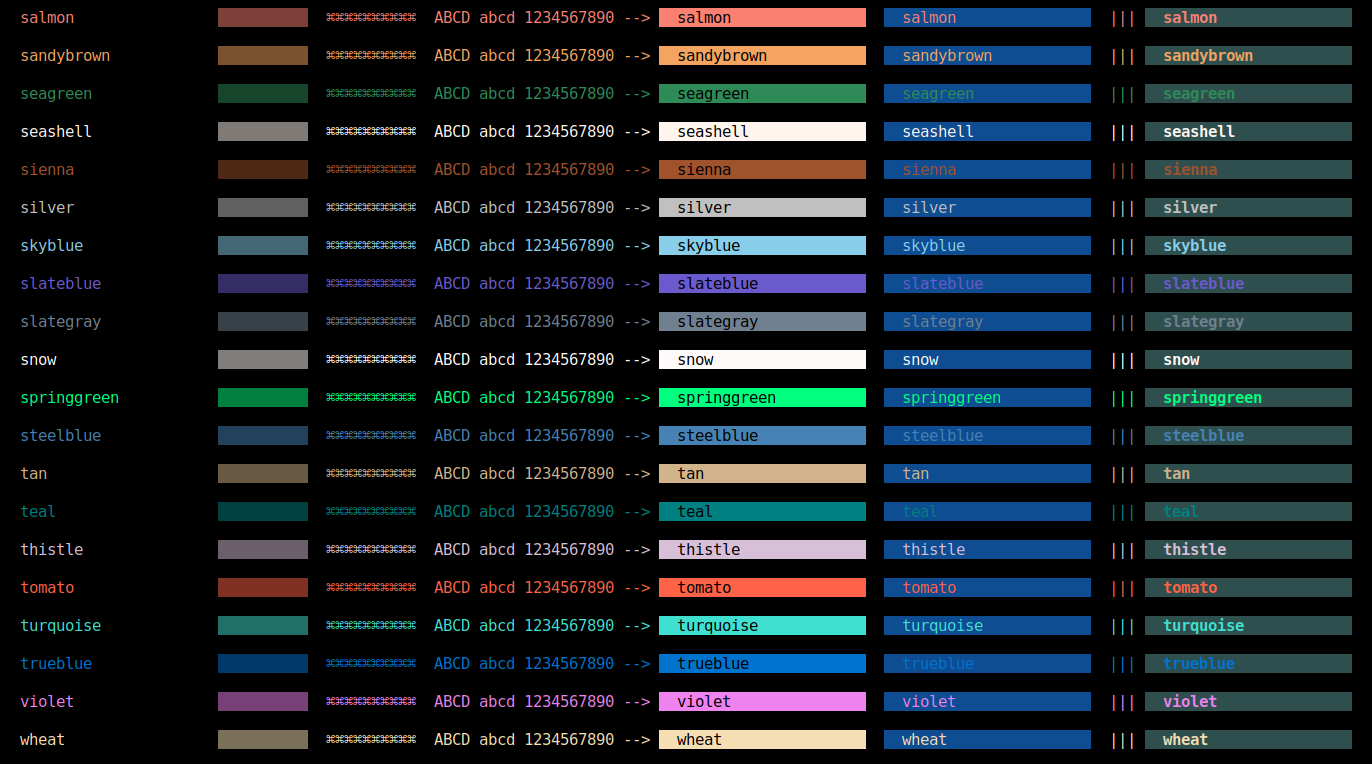 salmon ⌘⌘⌘⌘⌘⌘⌘⌘⌘⌘ ABCD abcd 1234567890 --> salmon salmon ||| salmon
sandybrown ⌘⌘⌘⌘⌘⌘⌘⌘⌘⌘ ABCD abcd 1234567890 --> sandybrown sandybrown ||| sandybrown
seagreen ⌘⌘⌘⌘⌘⌘⌘⌘⌘⌘ ABCD abcd 1234567890 --> seagreen seagreen ||| seagreen
seashell ⌘⌘⌘⌘⌘⌘⌘⌘⌘⌘ ABCD abcd 1234567890 --> seashell seashell ||| seashell
sienna ⌘⌘⌘⌘⌘⌘⌘⌘⌘⌘ ABCD abcd 1234567890 --> sienna sienna ||| sienna
silver ⌘⌘⌘⌘⌘⌘⌘⌘⌘⌘ ABCD abcd 1234567890 --> silver silver ||| silver
skyblue ⌘⌘⌘⌘⌘⌘⌘⌘⌘⌘ ABCD abcd 1234567890 --> skyblue skyblue ||| skyblue
slateblue ⌘⌘⌘⌘⌘⌘⌘⌘⌘⌘ ABCD abcd 1234567890 --> slateblue slateblue ||| slateblue
slategray ⌘⌘⌘⌘⌘⌘⌘⌘⌘⌘ ABCD abcd 1234567890 --> slategray slategray ||| slategray
snow ⌘⌘⌘⌘⌘⌘⌘⌘⌘⌘ ABCD abcd 1234567890 --> snow snow ||| snow
springgreen ⌘⌘⌘⌘⌘⌘⌘⌘⌘⌘ ABCD abcd 1234567890 --> springgreen springgreen ||| springgreen
steelblue ⌘⌘⌘⌘⌘⌘⌘⌘⌘⌘ ABCD abcd 1234567890 --> steelblue steelblue ||| steelblue
tan ⌘⌘⌘⌘⌘⌘⌘⌘⌘⌘ ABCD abcd 1234567890 --> tan tan ||| tan
teal ⌘⌘⌘⌘⌘⌘⌘⌘⌘⌘ ABCD abcd 1234567890 --> teal teal ||| teal
thistle ⌘⌘⌘⌘⌘⌘⌘⌘⌘⌘ ABCD abcd 1234567890 --> thistle thistle ||| thistle
tomato ⌘⌘⌘⌘⌘⌘⌘⌘⌘⌘ ABCD abcd 1234567890 --> tomato tomato ||| tomato
turquoise ⌘⌘⌘⌘⌘⌘⌘⌘⌘⌘ ABCD abcd 1234567890 --> turquoise turquoise ||| turquoise
trueblue ⌘⌘⌘⌘⌘⌘⌘⌘⌘⌘ ABCD abcd 1234567890 --> trueblue trueblue ||| trueblue
violet ⌘⌘⌘⌘⌘⌘⌘⌘⌘⌘ ABCD abcd 1234567890 --> violet violet ||| violet
wheat ⌘⌘⌘⌘⌘⌘⌘⌘⌘⌘ ABCD abcd 1234567890 --> wheat wheat ||| wheat